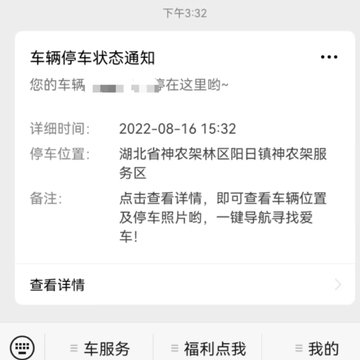 下午3:32
车辆停车状态通知
您的车辆 停在这里哟~
详细时间： 2022-08-16 15:32
停车位置： 湖北省神农架林区阳日镇神农架服
务区
备注： 点击查看详情，即可查看车辆位置
及停车照片哟，一键导航寻找爱
车！
查看详情
车服务 福利点我 我的